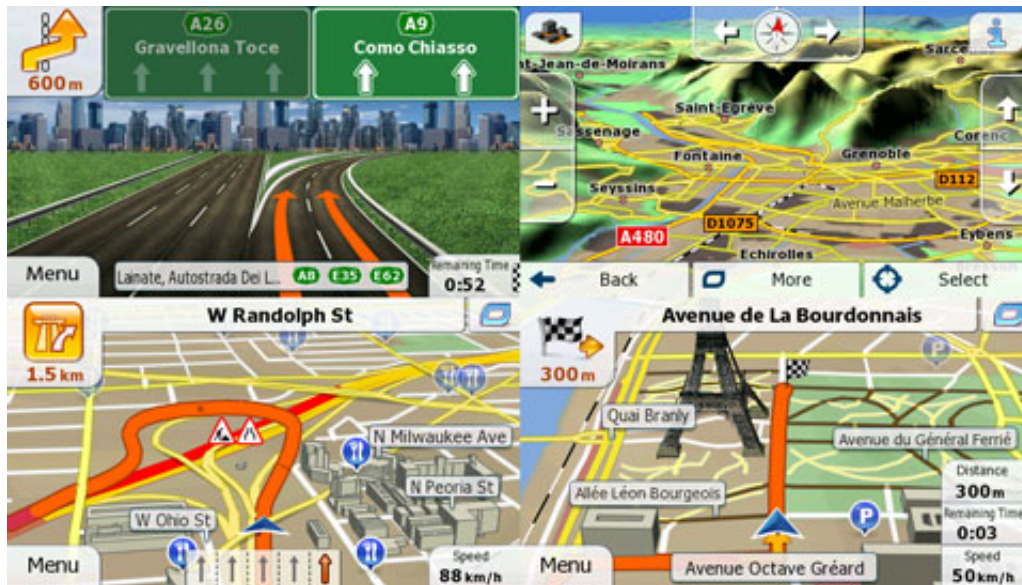 A26
Gravellona Toce
A9
Como Chiasso
600 m
Menu
Lainate, Autostrada Dei L...
A8
E35
E62
Remaining Time
0:52
nt-Jean-de-Moirans
Sarce
Saint-Egrève
Sassenage
Corenc
Fontaine
Grenoble
D112
Seyssins
Avenue Malherbe
D1075
A480
Eybens
Echirolles
Back
More
Select
W Randolph St
1.5 km
N Milwaukee Ave
N Peoria St
W Ohio St
Menu
Speed
88 km/h
Avenue de La Bourdonnais
300 m
P
Quai Branly
Avenue du Général Ferrié
Allée Léon Bourgeois
Distance
300 m
P
Remaining Time
0:03
Menu
Avenue Octave Gréard
Speed
50 km/h